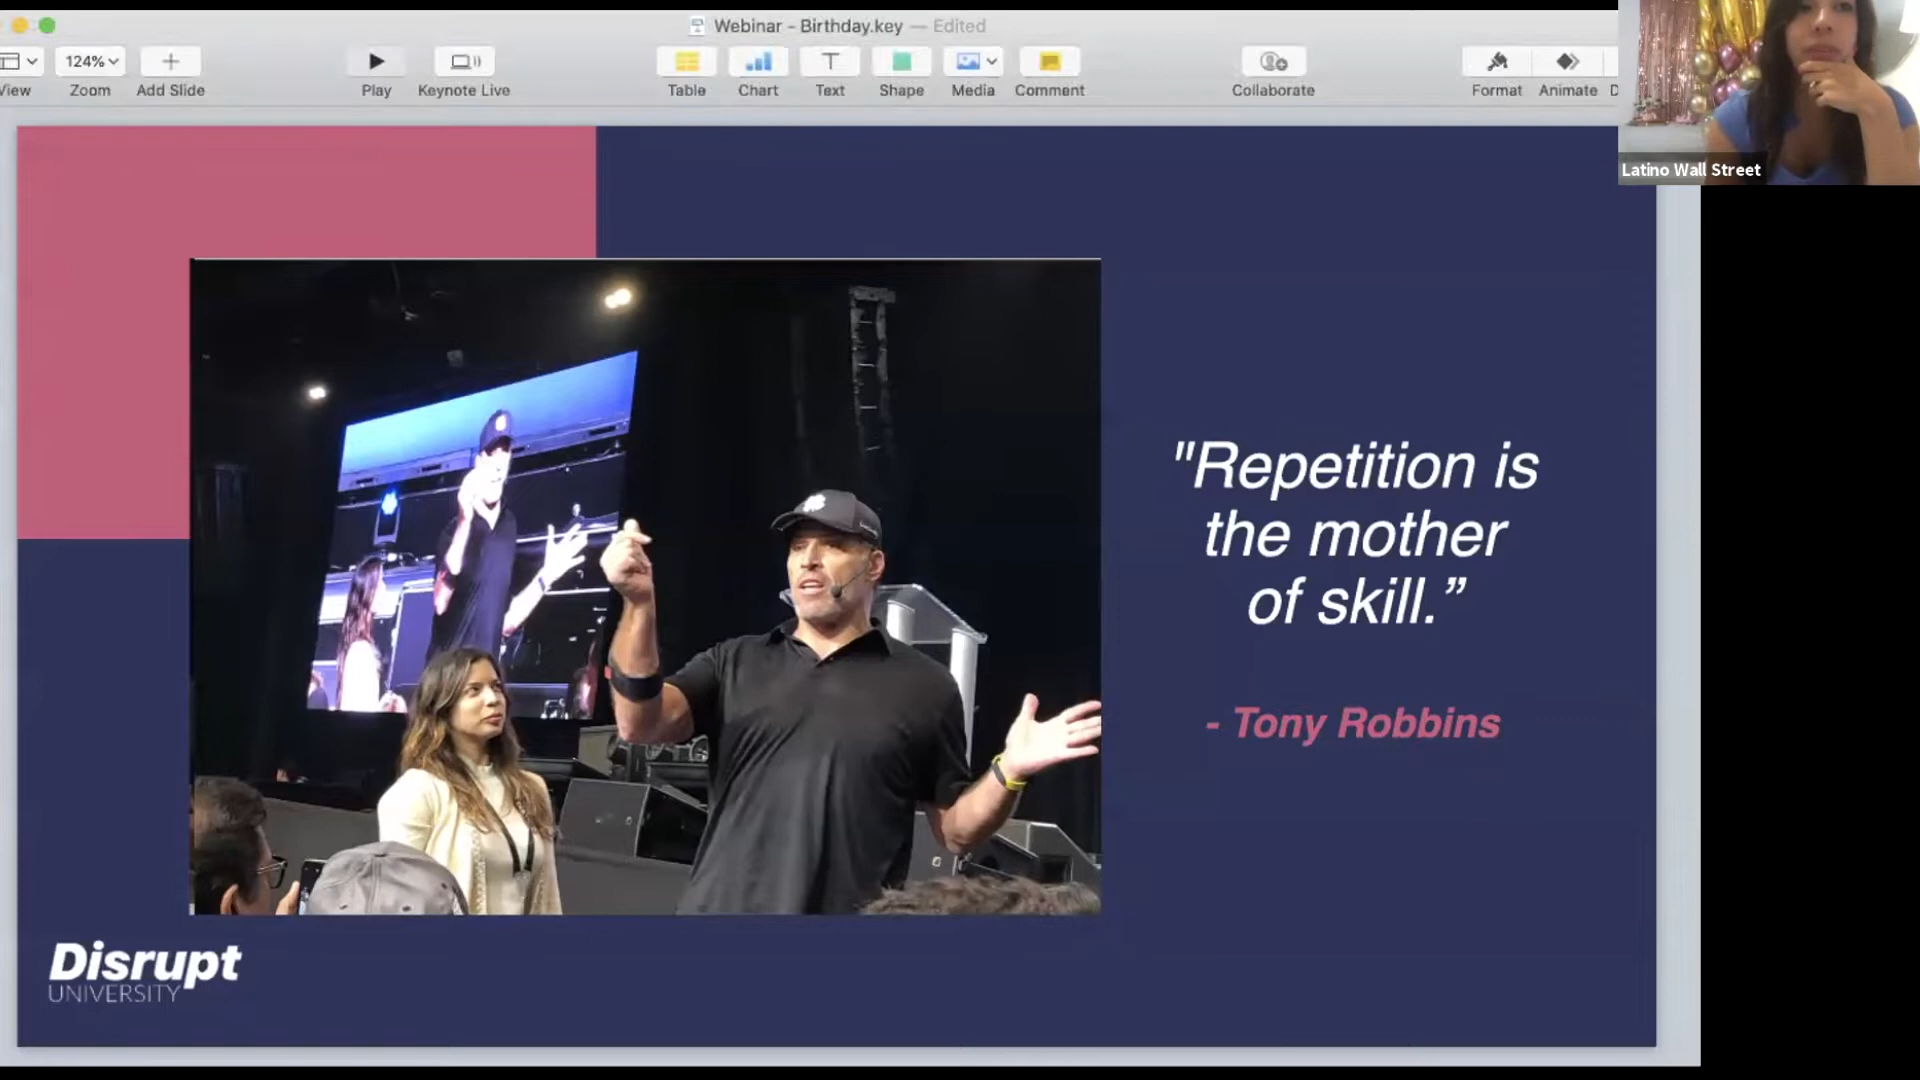 Webinar - Birthday.key — Edited
124%
View
Zoom
Add Slide
Play
Keynote Live
Table
Chart
Text
Shape
Media
Comment
Collaborate
Format
Animate
D
Latino Wall Street
"Repetition is
the mother
of skill.”
- Tony Robbins
Disrupt
UNIVERSITY